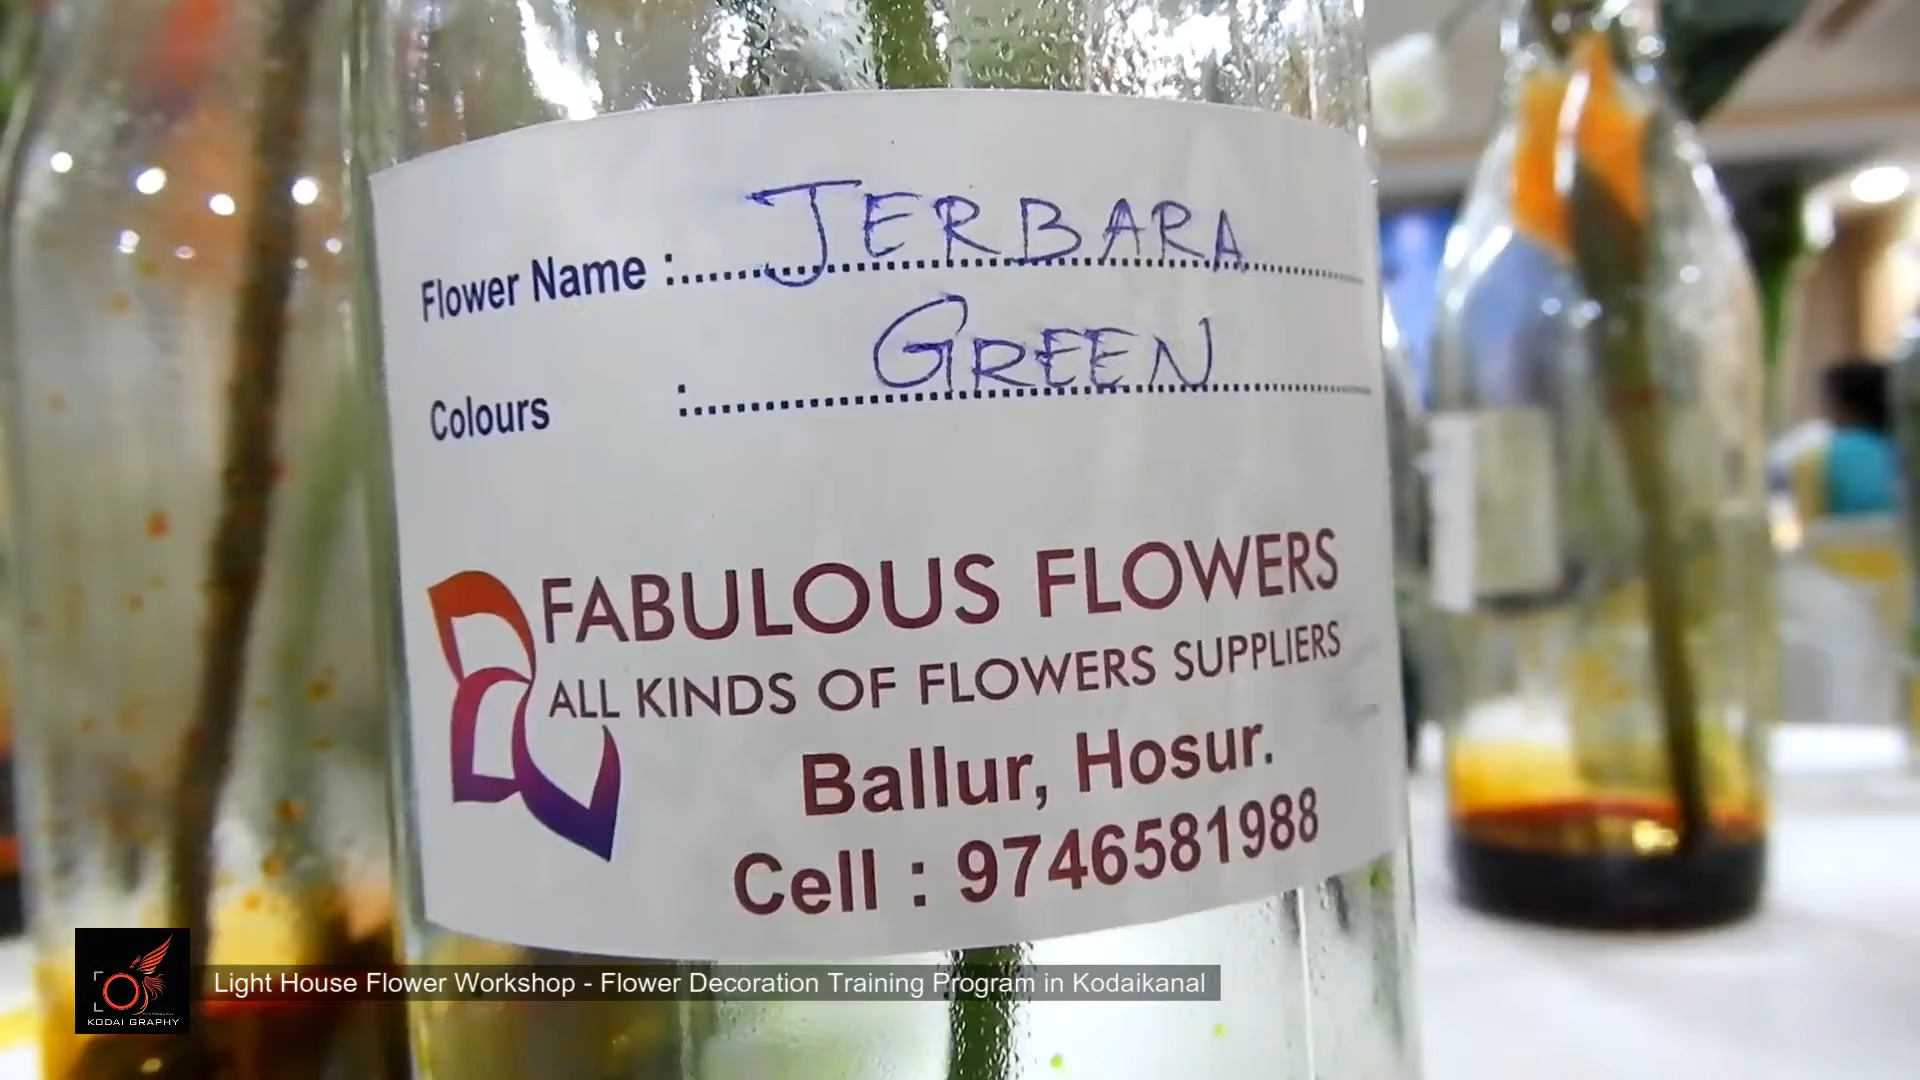 Flower Name : JERBARA
Colours : GREEN
FABULOUS FLOWERS
ALL KINDS OF FLOWERS SUPPLIERS
Ballur, Hosur.
Cell : 9746581988
Light House Flower Workshop - Flower Decoration Training Program in Kodaikanal
KODAI GRAPHY